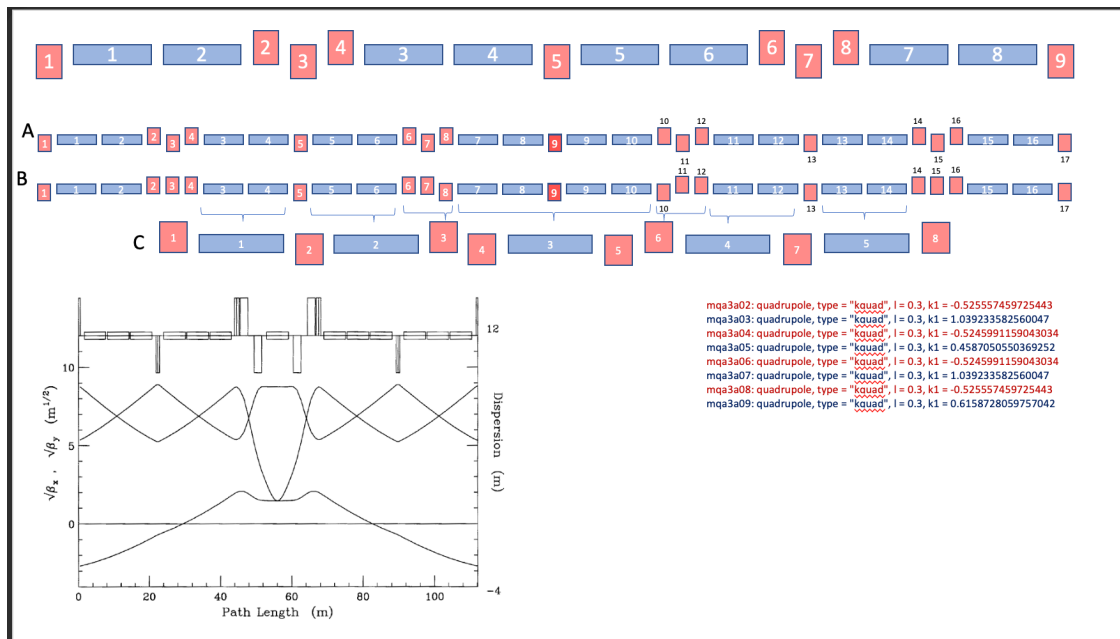 1 1 2 2 3 4 3 4 5 5 6 6 7 8 7 8 9
A 1 1 2 2 3 4 3 4 5 5 6 6 7 8 7 8 9 9 10 10 11 12 11 12 13 13 14 14 15 16 15 16 17
B 1 1 2 2 3 4 3 4 5 5 6 6 7 8 7 8 9 9 10 10 11 12 11 12 13 13 14 14 15 16 15 16 17
C 1 1 2 2 3 4 3 5 6 4 7 5 8
mqa3a02: quadrupole, type = "kquad", l = 0.3, k1 = -0.525557459725443
mqa3a03: quadrupole, type = "kquad", l = 0.3, k1 = 1.039233582560047
mqa3a04: quadrupole, type = "kquad", l = 0.3, k1 = -0.5245991159043034
mqa3a05: quadrupole, type = "kquad", l = 0.3, k1 = 0.4587050550369252
mqa3a06: quadrupole, type = "kquad", l = 0.3, k1 = -0.5245991159043034
mqa3a07: quadrupole, type = "kquad", l = 0.3, k1 = 1.039233582560047
mqa3a08: quadrupole, type = "kquad", l = 0.3, k1 = -0.525557459725443
mqa3a09: quadrupole, type = "kquad", l = 0.3, k1 = 0.6158728059757042
√βx , √βy (m1/2)
10
5
0
12
-4
Dispersion (m)
0 20 40 60 80 100
Path Length (m)